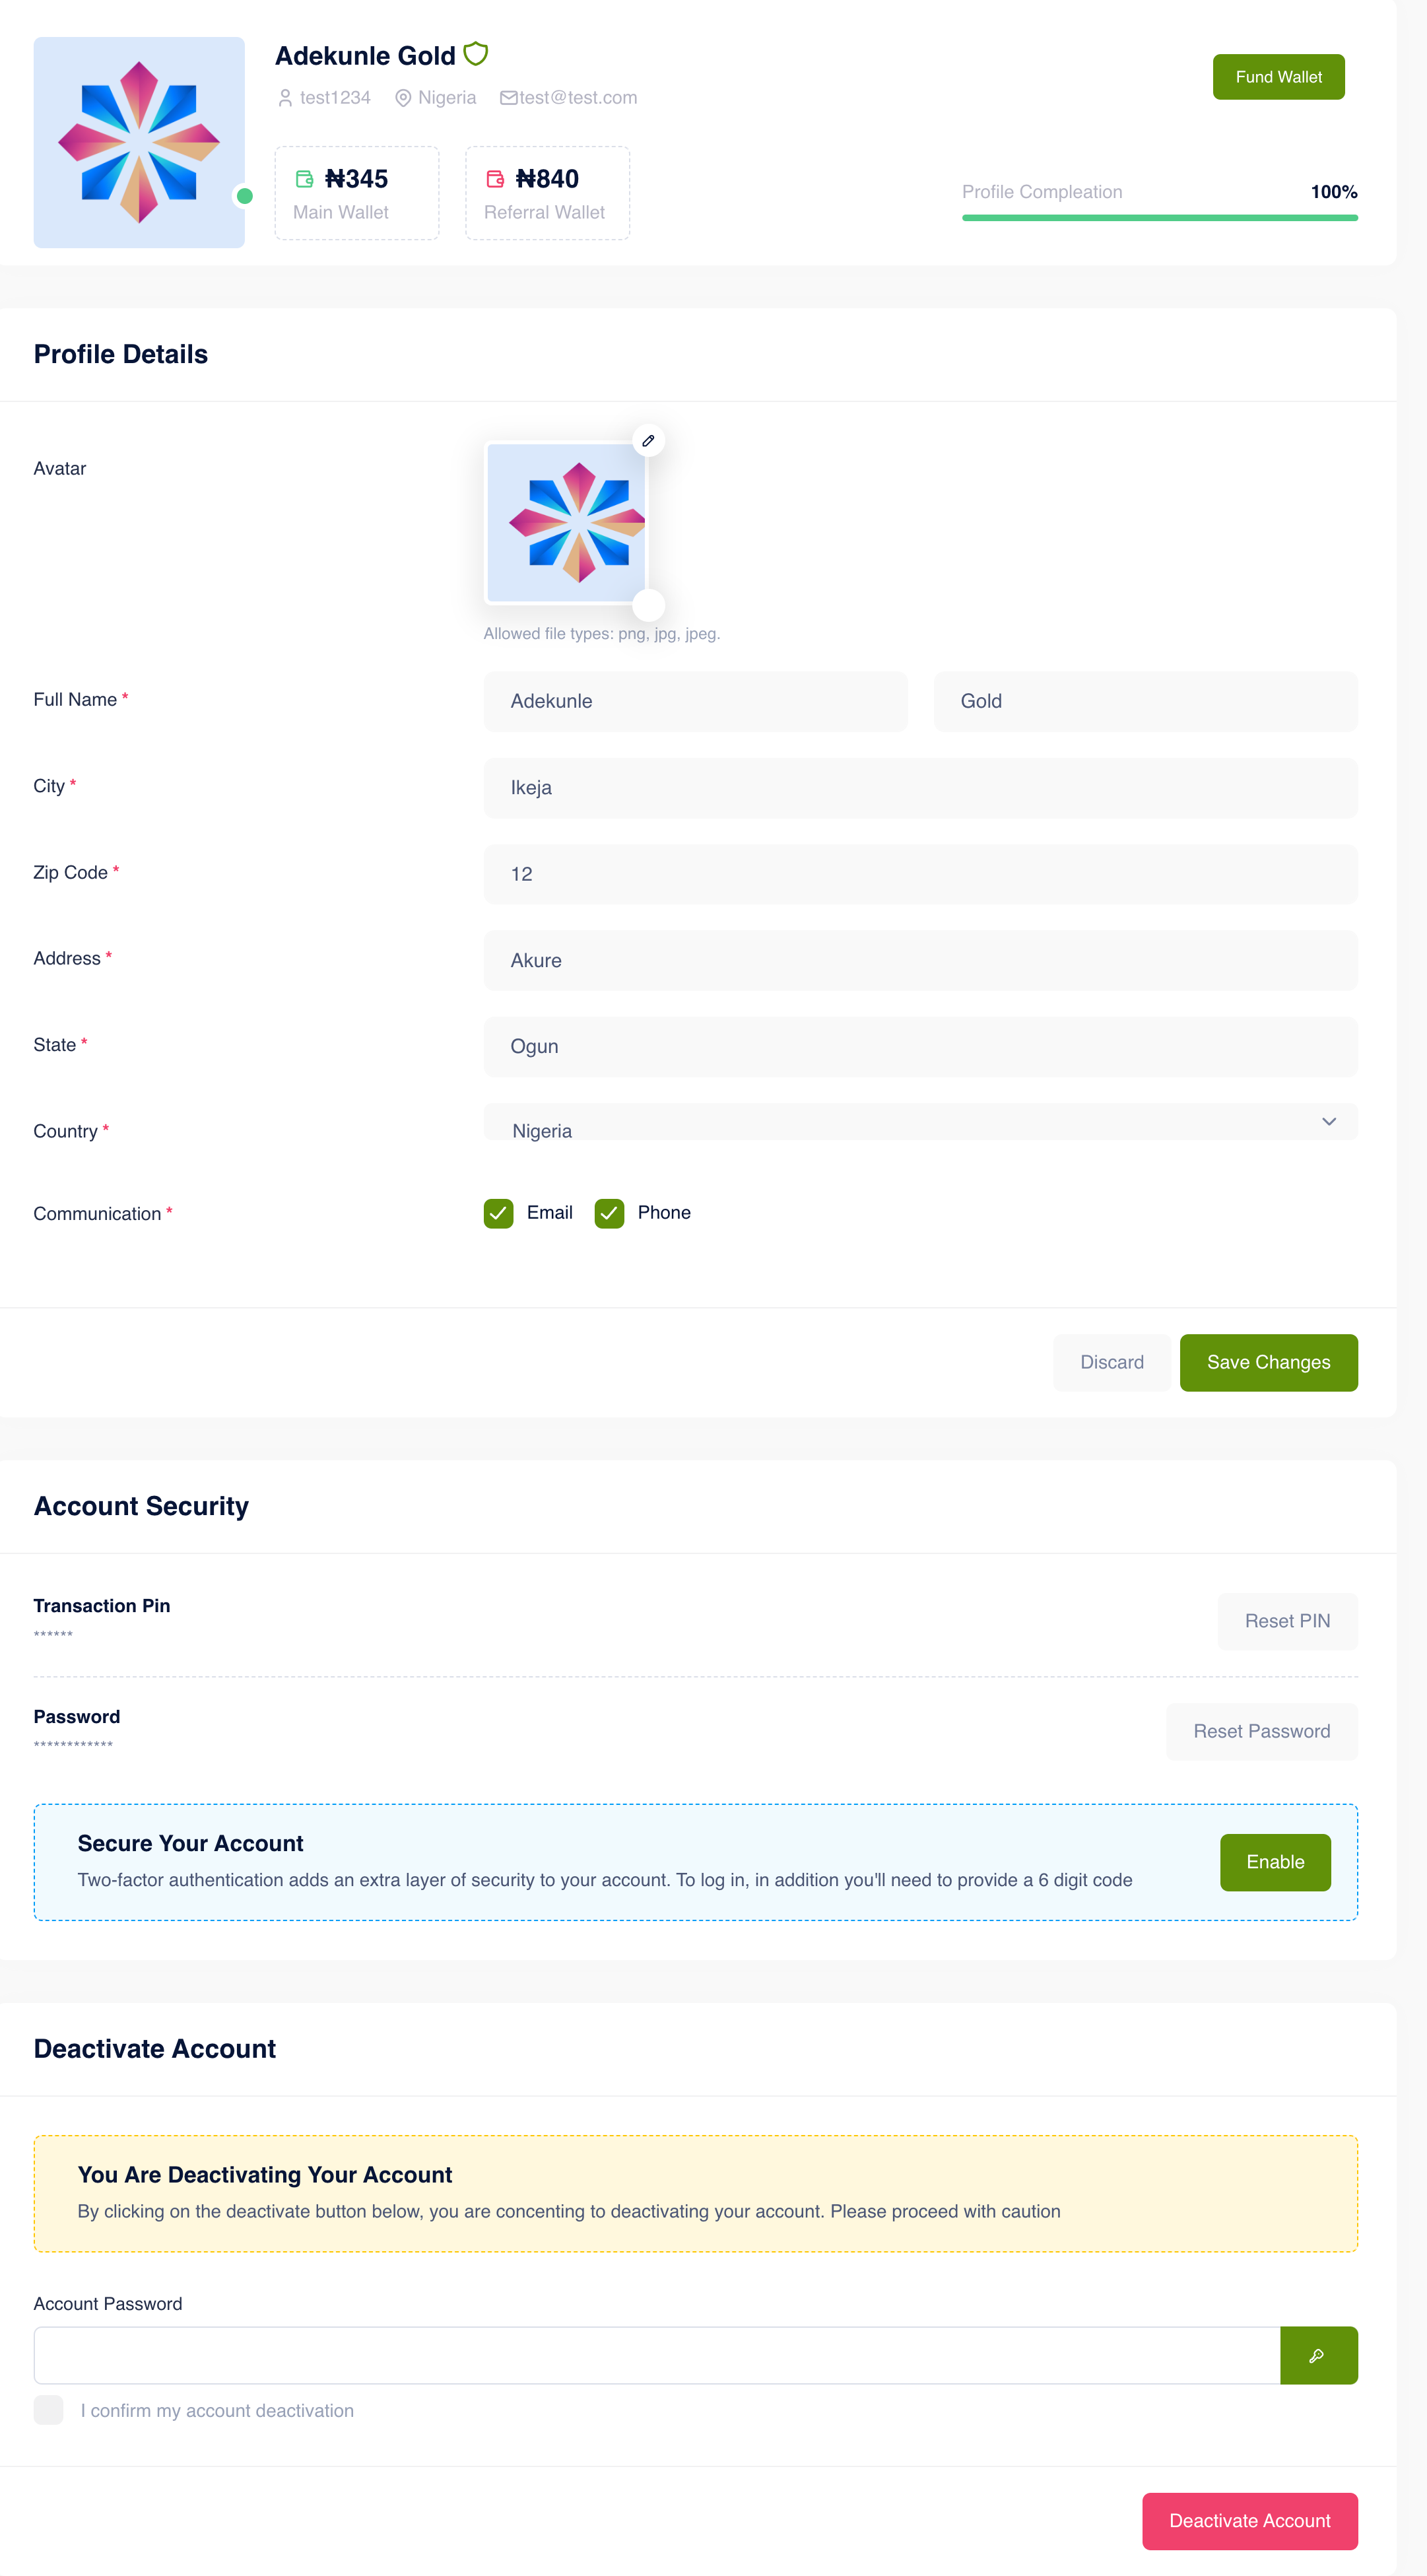 Adekunle Gold
Fund Wallet
test1234 Nigeria test@test.com
₦345
Main Wallet
₦840
Referral Wallet
Profile Compleation 100%
Profile Details
Avatar
Allowed file types: png, jpg, jpeg.
Full Name * Adekunle Gold
City * Ikeja
Zip Code * 12
Address * Akure
State * Ogun
Country * Nigeria
Communication * Email Phone
Discard Save Changes
Account Security
Transaction Pin
******
Reset PIN
Password
************
Reset Password
Secure Your Account
Two-factor authentication adds an extra layer of security to your account. To log in, in addition you'll need to provide a 6 digit code
Enable
Deactivate Account
You Are Deactivating Your Account
By clicking on the deactivate button below, you are concenting to deactivating your account. Please proceed with caution
Account Password
I confirm my account deactivation
Deactivate Account